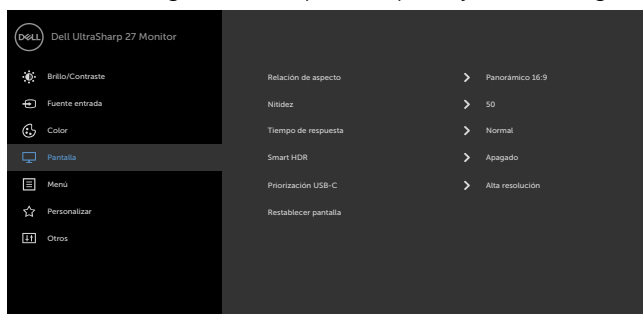 DELL Dell UltraSharp 27 Monitor
Brillo/Contraste
Fuente entrada
Color
Pantalla
Menú
Personalizar
Otros
Relación de aspecto > Panorámico 16:9
Nitidez > 50
Tiempo de respuesta > Normal
Smart HDR > Apagado
Priorización USB-C > Alta resolución
Restablecer pantalla